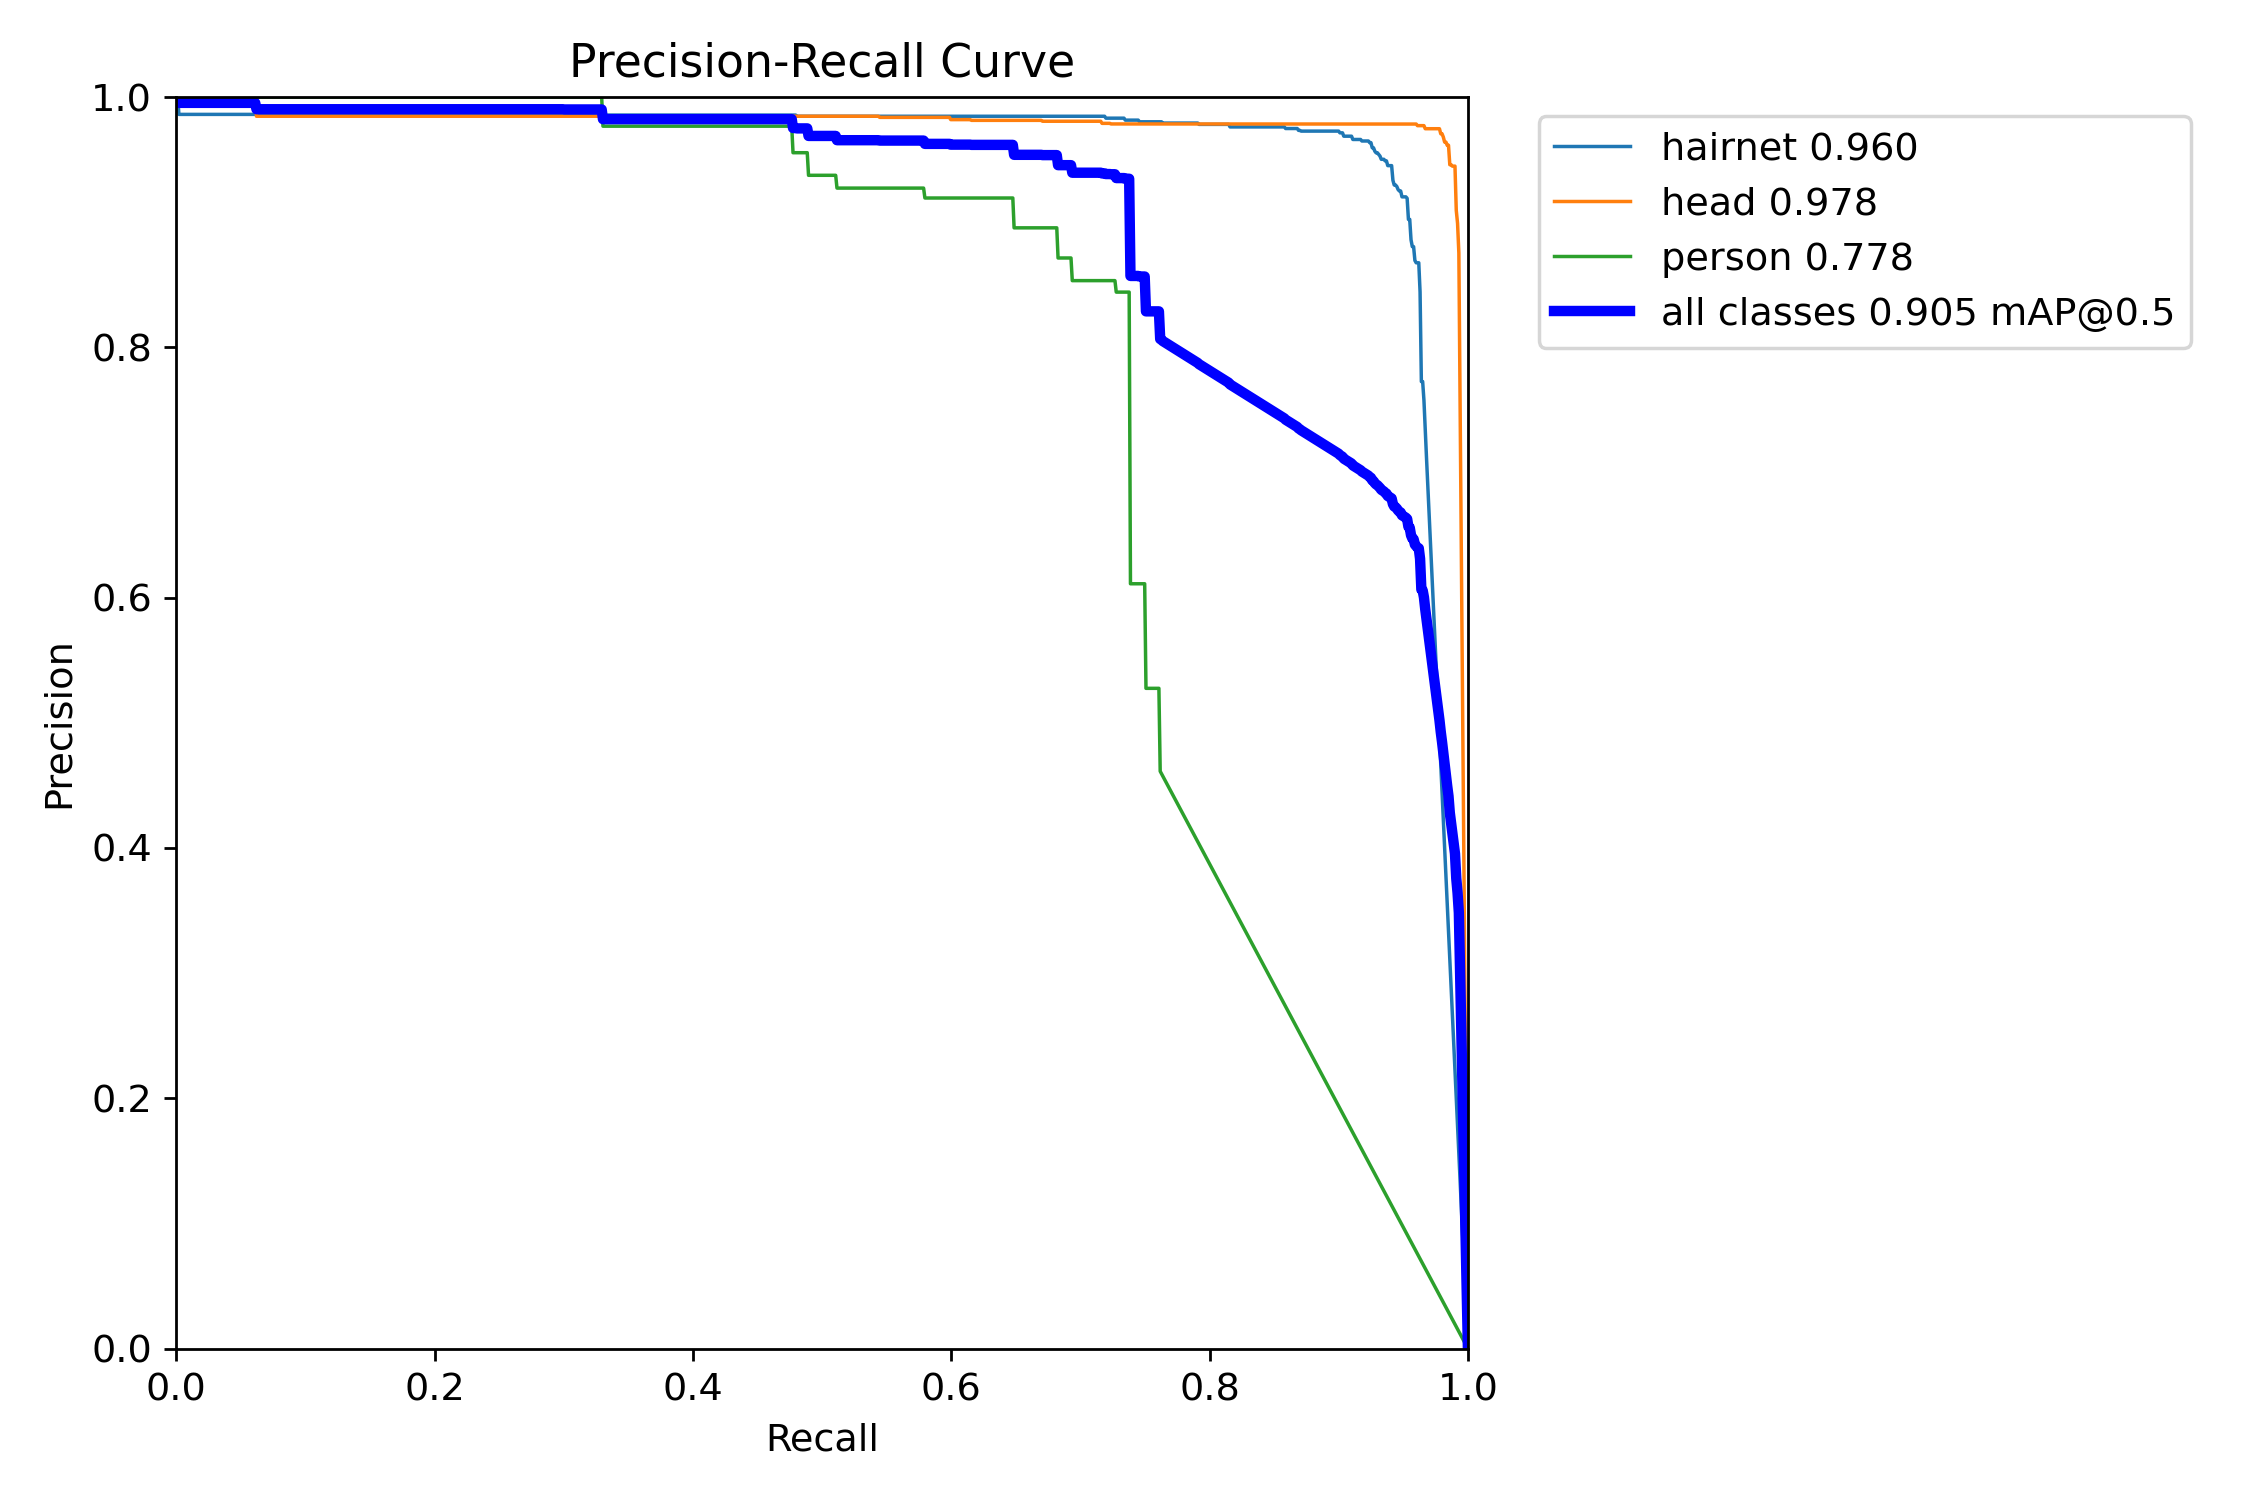 Precision-Recall Curve
1.0
0.8
0.6
0.4
0.2
0.0
Precision
0.0 0.2 0.4 0.6 0.8 1.0
Recall
hairnet 0.960
head 0.978
person 0.778
all classes 0.905 mAP@0.5